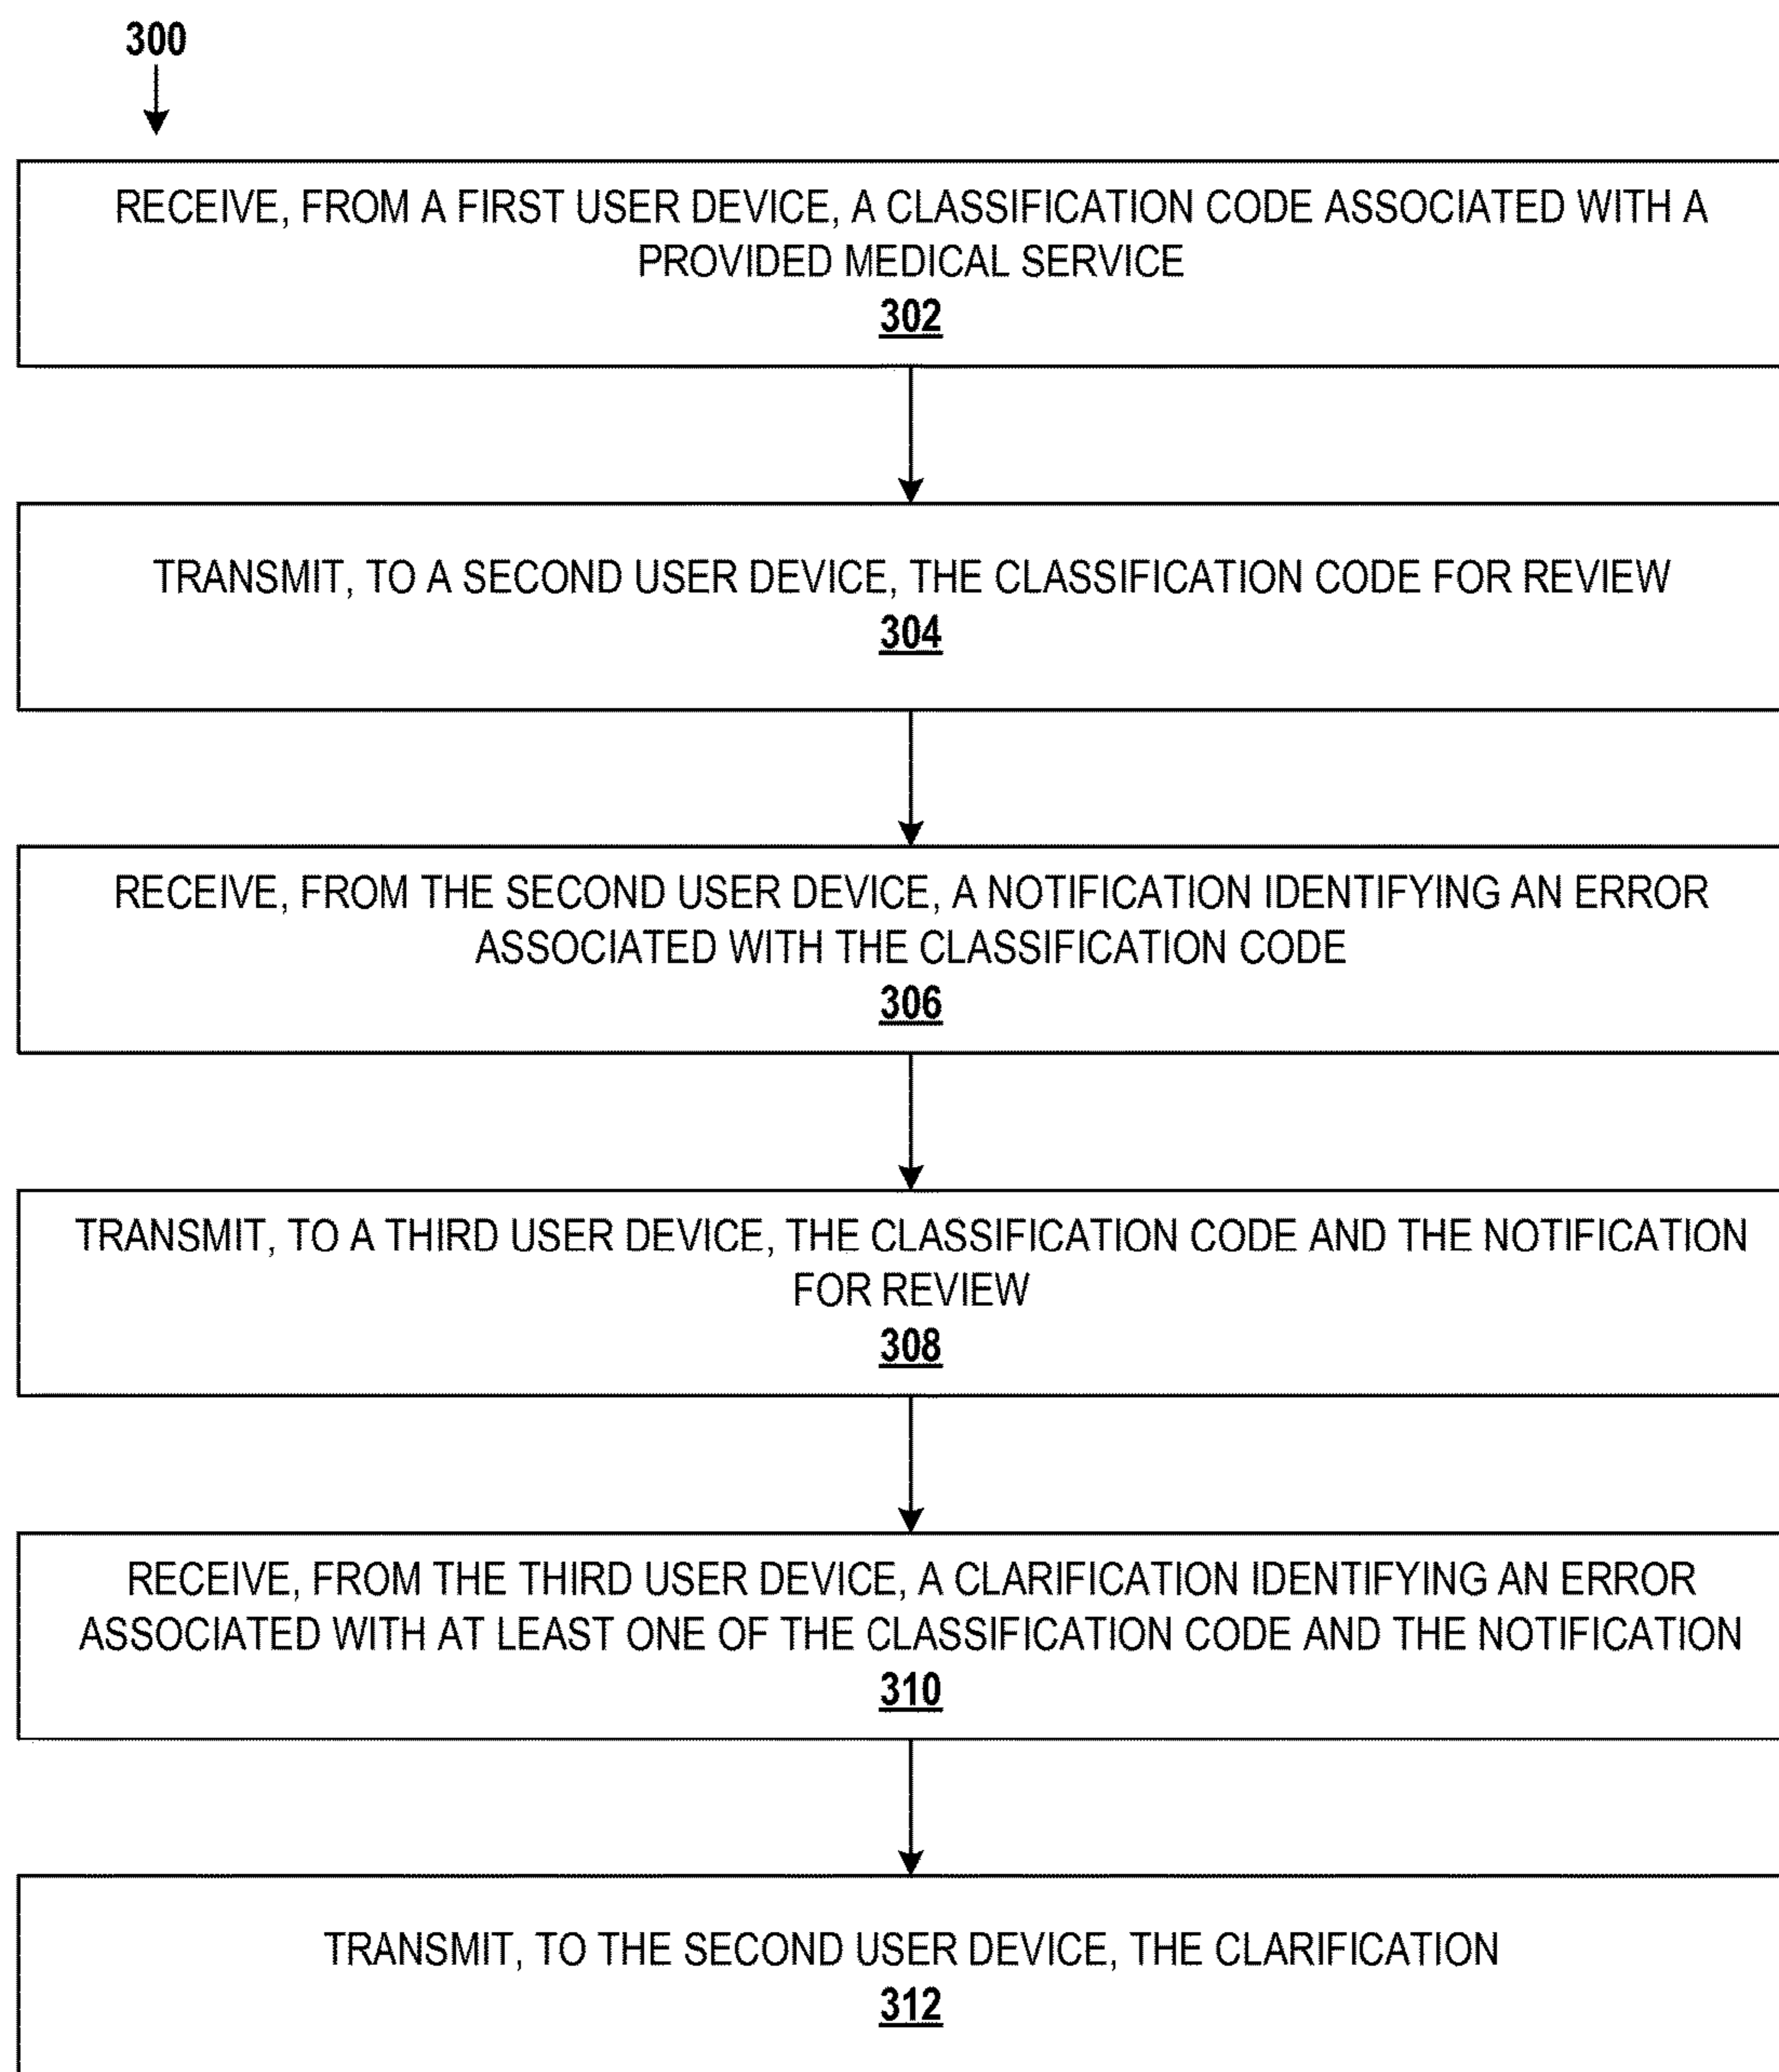 300
RECEIVE, FROM A FIRST USER DEVICE, A CLASSIFICATION CODE ASSOCIATED WITH A
PROVIDED MEDICAL SERVICE
302
TRANSMIT, TO A SECOND USER DEVICE, THE CLASSIFICATION CODE FOR REVIEW
304
RECEIVE, FROM THE SECOND USER DEVICE, A NOTIFICATION IDENTIFYING AN ERROR
ASSOCIATED WITH THE CLASSIFICATION CODE
306
TRANSMIT, TO A THIRD USER DEVICE, THE CLASSIFICATION CODE AND THE NOTIFICATION
FOR REVIEW
308
RECEIVE, FROM THE THIRD USER DEVICE, A CLARIFICATION IDENTIFYING AN ERROR
ASSOCIATED WITH AT LEAST ONE OF THE CLASSIFICATION CODE AND THE NOTIFICATION
310
TRANSMIT, TO THE SECOND USER DEVICE, THE CLARIFICATION
312